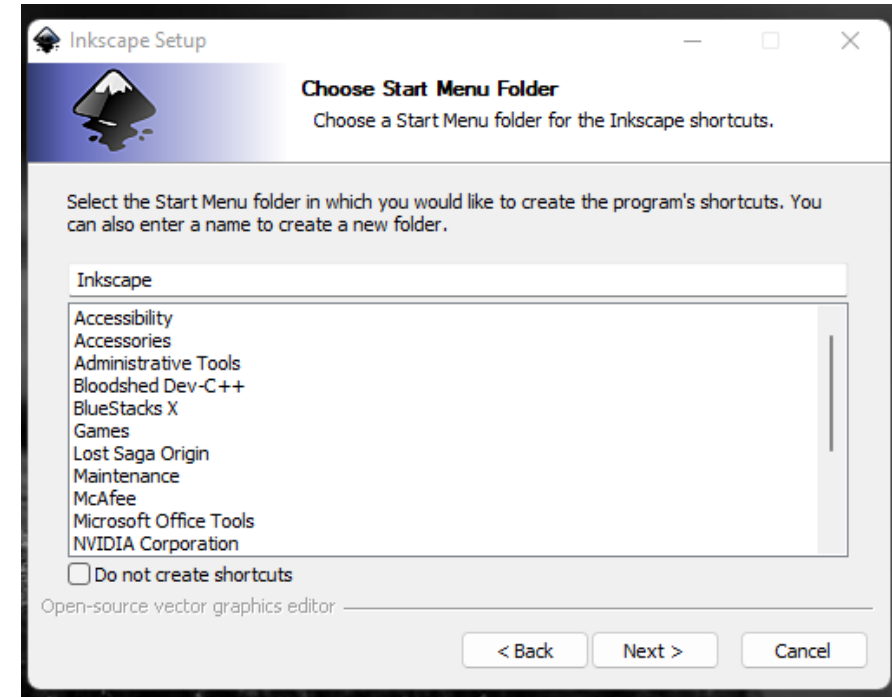 Inkscape Setup
Choose Start Menu Folder
Choose a Start Menu folder for the Inkscape shortcuts.
Select the Start Menu folder in which you would like to create the program's shortcuts. You
can also enter a name to create a new folder.
Inkscape
Accessibility
Accessories
Administrative Tools
Bloodshed Dev-C++
BlueStacks X
Games
Lost Saga Origin
Maintenance
McAfee
Microsoft Office Tools
NVIDIA Corporation
Do not create shortcuts
Open-source vector graphics editor
< Back Next > Cancel